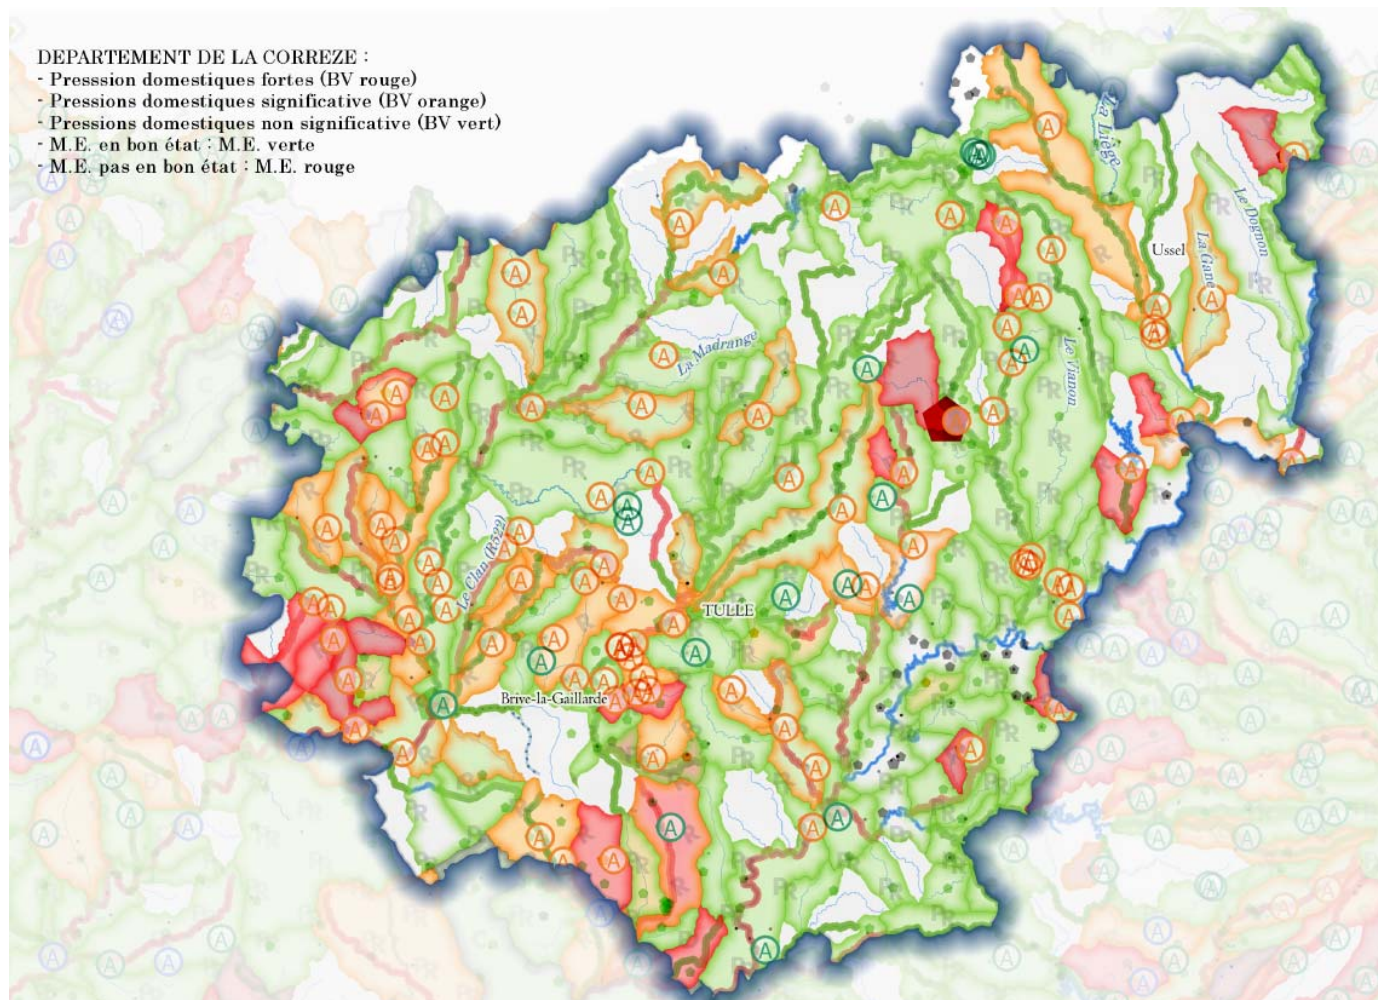 DEPARTEMENT DE LA CORREZE :
- Presssion domestiques fortes (BV rouge)
- Pressions domestiques significative (BV orange)
- Pressions domestiques non significative (BV vert)
- M.E. en bon état : M.E. verte
- M.E. pas en bon état : M.E. rouge
La Liège
Le Dognon
Ussel
La Gane
La Madrange
Le Vianon
Le Clan (R522)
TULLE
Brive-la-Gaillarde